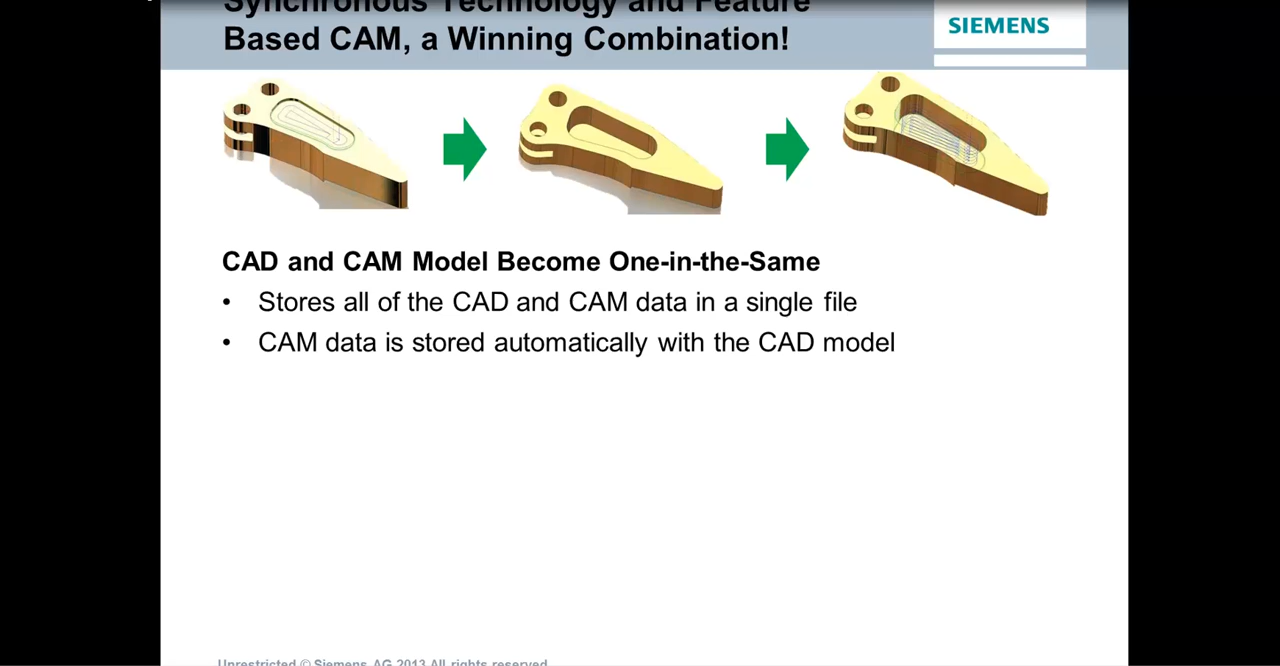 Synchronous Technology and Feature
Based CAM, a Winning Combination!
SIEMENS
CAD and CAM Model Become One-in-the-Same
• Stores all of the CAD and CAM data in a single file
• CAM data is stored automatically with the CAD model
Unrestricted © Siemens AG 2013 All rights reserved.